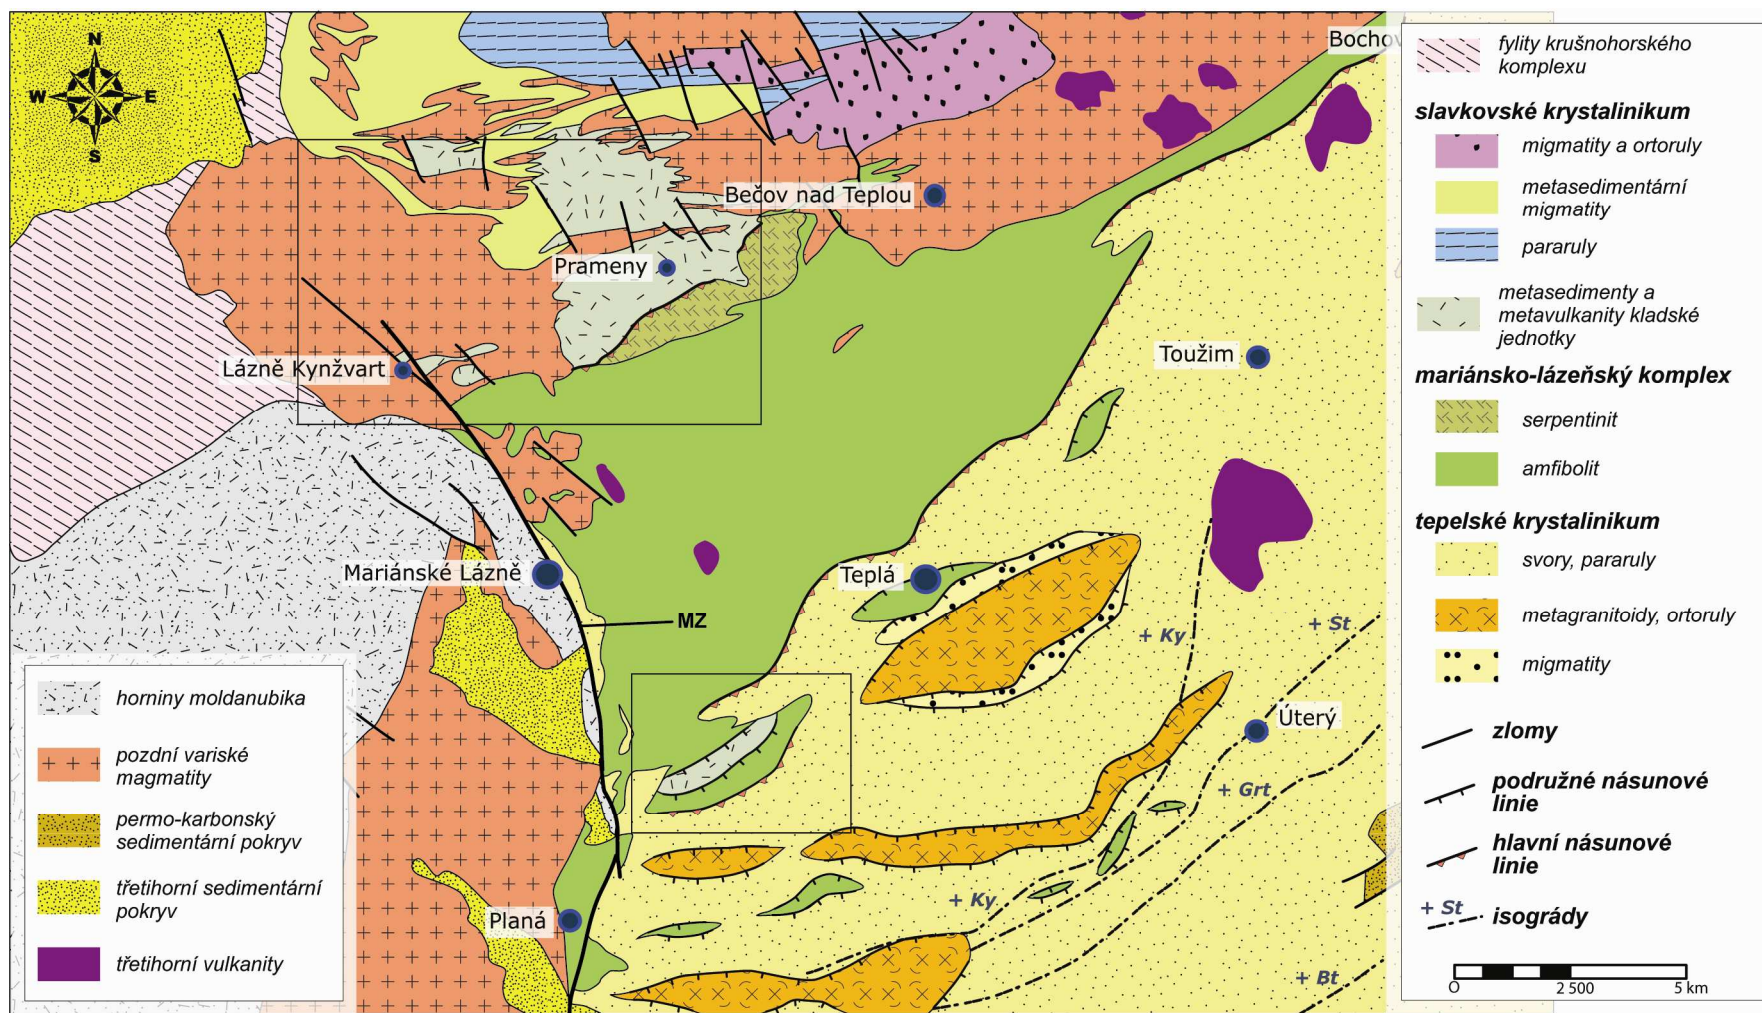 N
W
E
S
Bochov
Bečov nad Teplou
Prameny
Lázně Kynžvart
Toužim
Mariánské Lázně
Teplá
MZ
+ Ky
+ St
Úterý
+ Grt
+ Ky
Planá
+ Bt
horniny moldanubika
pozdní variské
magmatity
permo-karbonský
sedimentární pokryv
třetihorní sedimentární
pokryv
třetihorní vulkanity
fylity krušnohorského
komplexu
slavkovské krystalinikum
migmatity a ortoruly
metasedimentární
migmatity
pararuly
metasedimenty a
metavulkanity kladské
jednotky
mariánsko-lázeňský komplex
serpentinit
amfibolit
tepelské krystalinikum
svory, pararuly
metagranitoidy, ortoruly
migmatity
zlomy
podružné násunové
linie
hlavní násunové
linie
+ St
isogrády
0 2 500 5 km